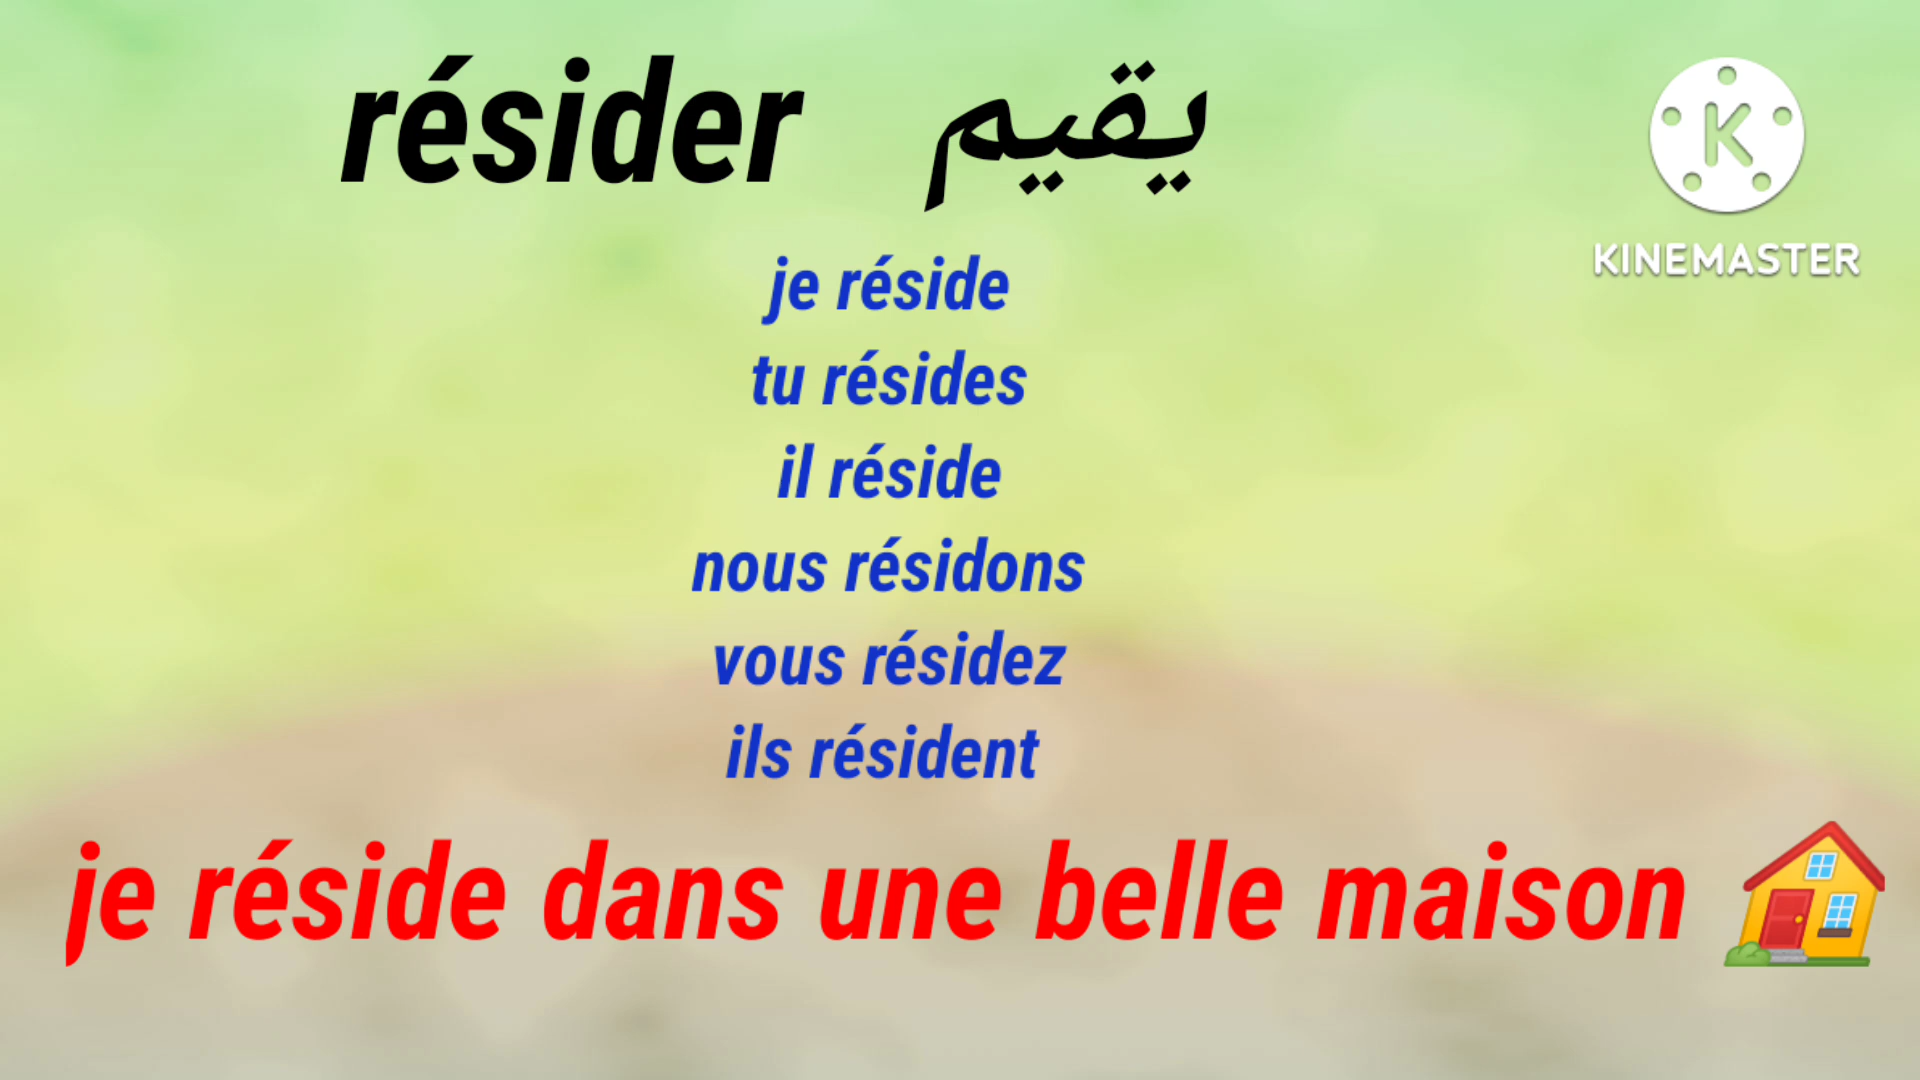 résider يقيم
KINEMASTER
je réside
tu résides
il réside
nous résidons
vous résidez
ils résident
je réside dans une belle maison